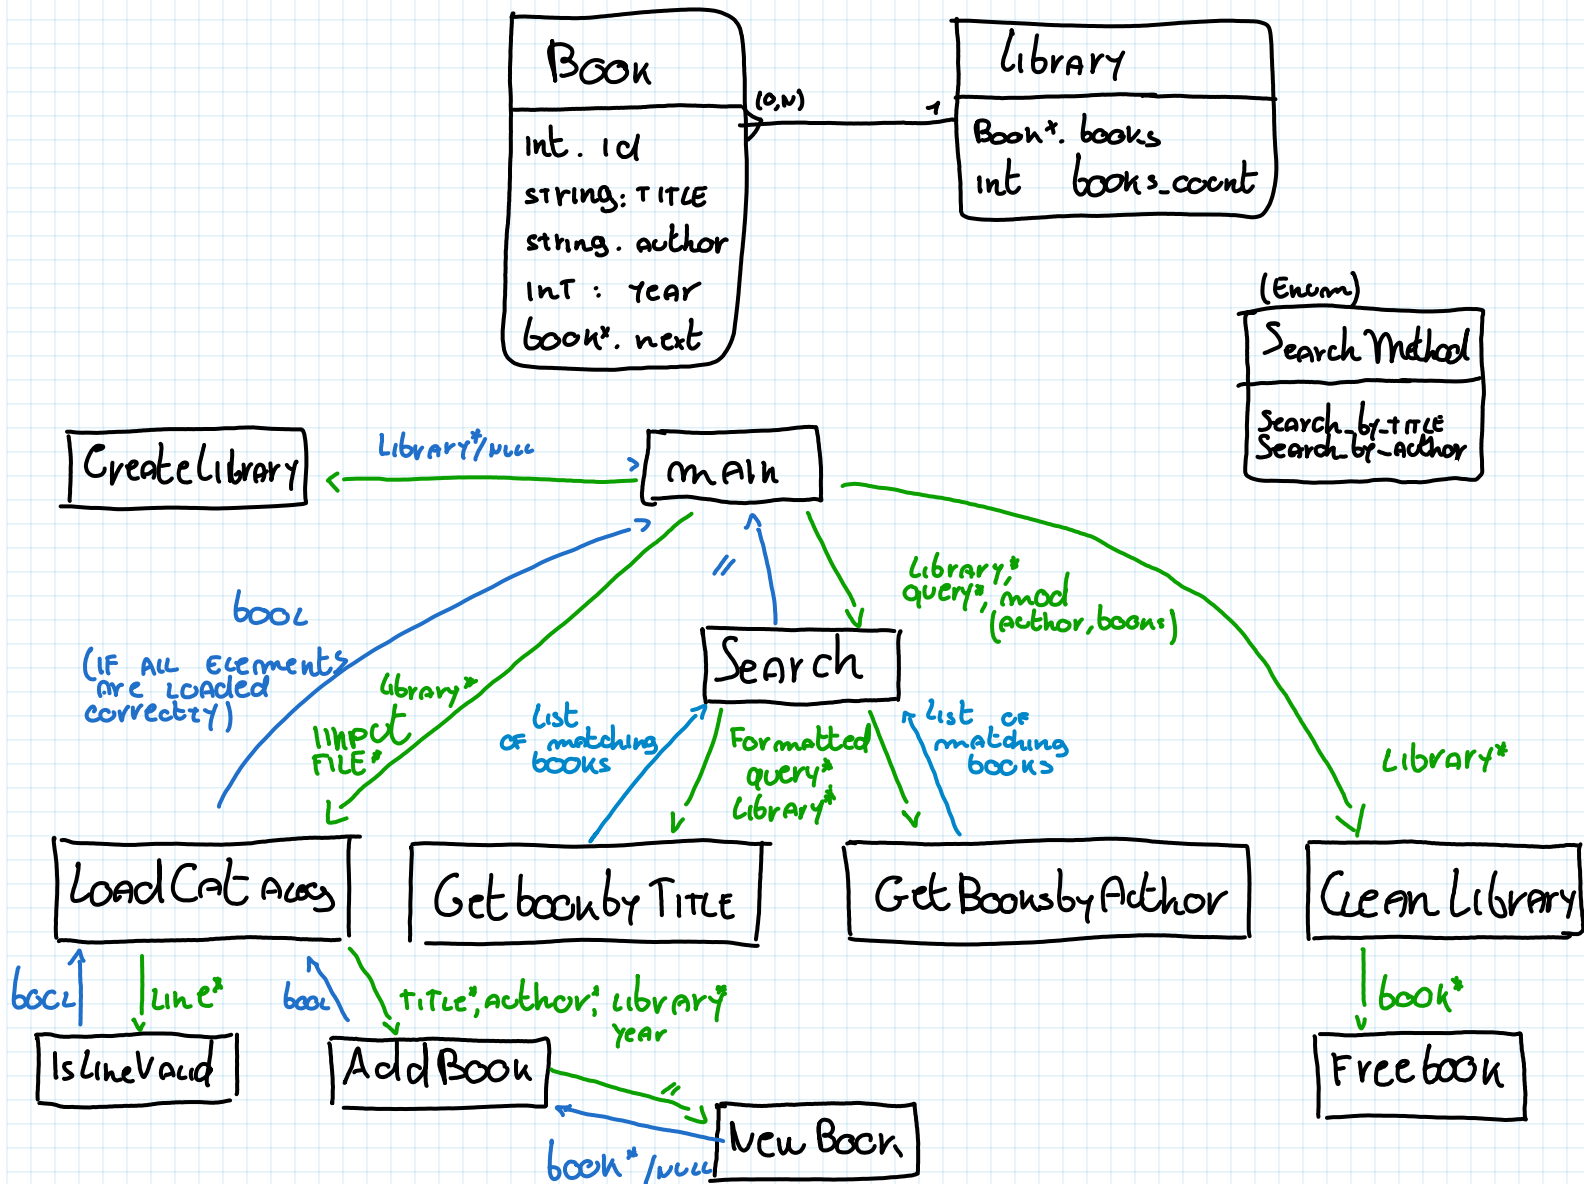 Book
int. id
string: TITLE
string. author
InT: year
book*. next
(0,N)
1
Library
Book*. books
int books_count
(Enum)
Search Method
Search_by_TITLE
Search_by_author
CreateLibrary
Library*/NULL
main
bool
(IF ALL Elements
are Loaded
correctly)
Library*
Iinput
FILE*
//
Library*,
query*, mod
(author, books)
Search
List
of matching
books
Formatted
query*
Library*
List of
matching
books
Library*
LoadCatalog
GetbookbyTITLE
GetBooksbyAuthor
CleanLibrary
bool
Line*
bool
TITLE*, author*, Library*
year
book*
IsLineValid
AddBook
//
Freebook
book*/NULL
NewBook